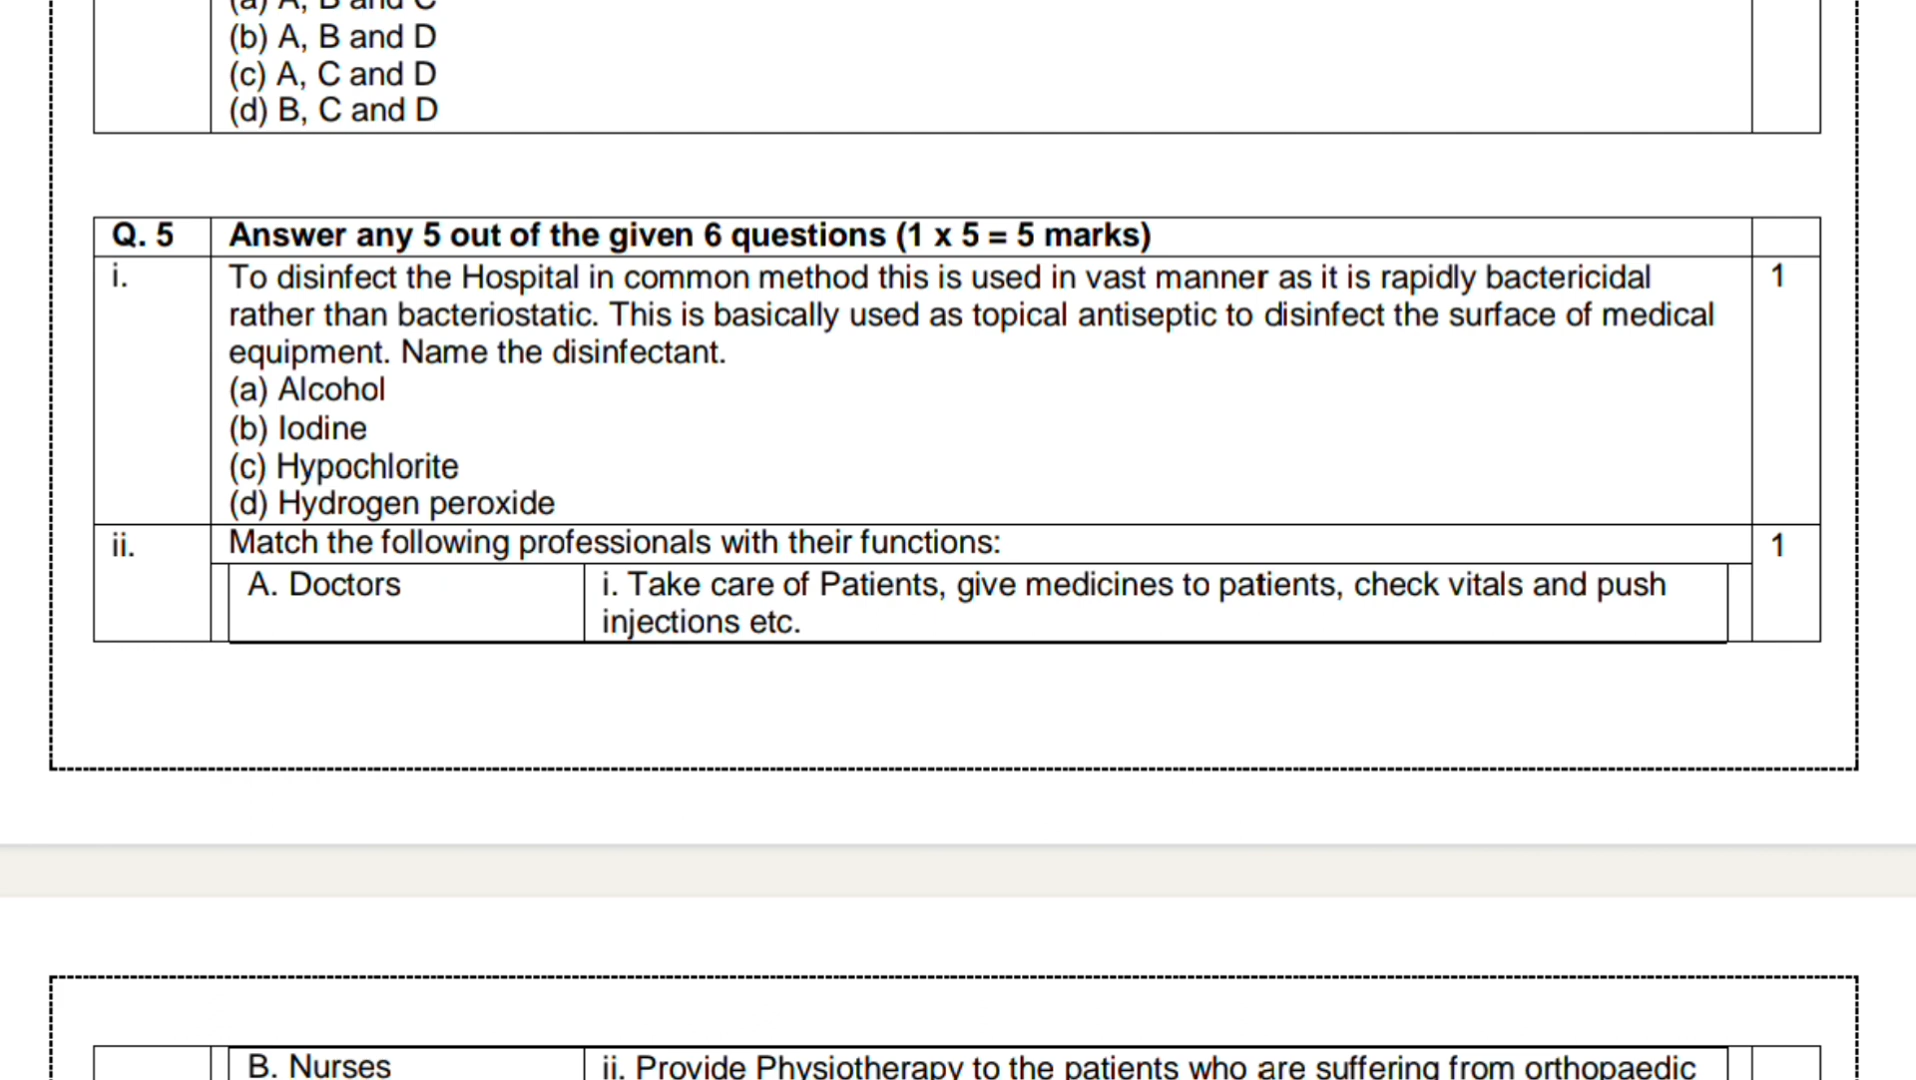 (a) A, B and C
(b) A, B and D
(c) A, C and D
(d) B, C and D
Q. 5 Answer any 5 out of the given 6 questions (1 x 5 = 5 marks)
i. To disinfect the Hospital in common method this is used in vast manner as it is rapidly bactericidal 1
rather than bacteriostatic. This is basically used as topical antiseptic to disinfect the surface of medical
equipment. Name the disinfectant.
(a) Alcohol
(b) Iodine
(c) Hypochlorite
(d) Hydrogen peroxide
ii. Match the following professionals with their functions: 1
A. Doctors i. Take care of Patients, give medicines to patients, check vitals and push
injections etc.
B. Nurses ii. Provide Physiotherapy to the patients who are suffering from orthopaedic